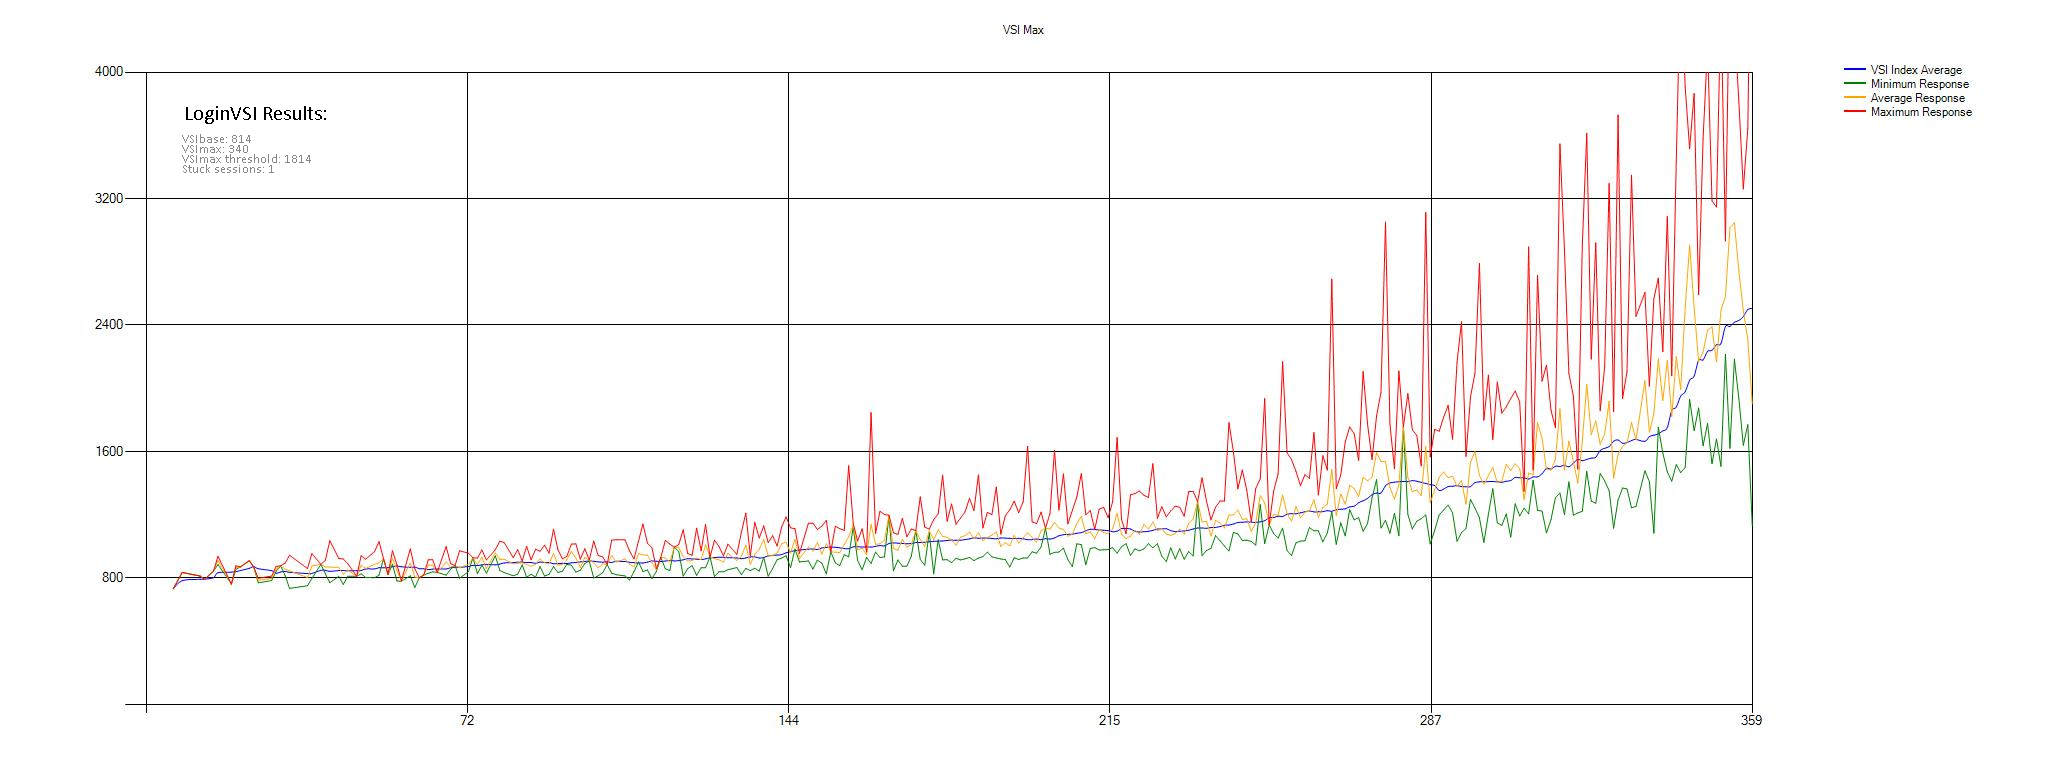 VSI Max
4000
3200
2400
1600
800
LoginVSI Results:
VSIbase: 814
VSImax: 340
VSImax threshold: 1814
Stuck sessions: 1
VSI Index Average
Minimum Response
Average Response
Maximum Response
72
144
215
287
359